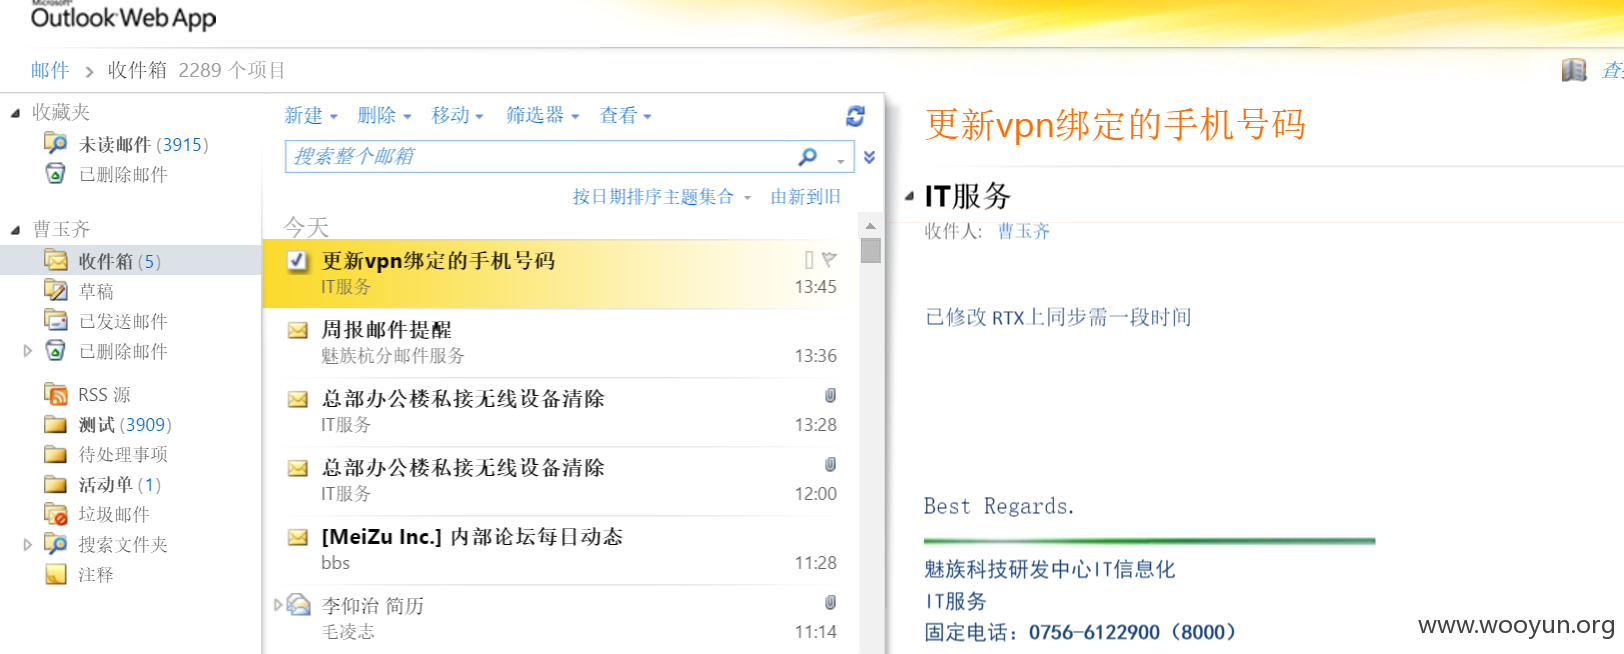 Microsoft®
Outlook Web App
邮件 > 收件箱 2289 个项目
收藏夹
未读邮件 (3915)
已删除邮件
曹玉齐
收件箱 (5)
草稿
已发送邮件
已删除邮件
RSS 源
测试 (3909)
待处理事项
活动单 (1)
垃圾邮件
搜索文件夹
注释
新建 删除 移动 筛选器 查看
搜索整个邮箱
按日期排序主题集合 由新到旧
今天
更新vpn绑定的手机号码
IT服务 13:45
周报邮件提醒
魅族杭分邮件服务 13:36
总部办公楼私接无线设备清除
IT服务 13:28
总部办公楼私接无线设备清除
IT服务 12:00
[MeiZu Inc.] 内部论坛每日动态
bbs 11:28
李仰治 简历
毛凌志 11:14
更新vpn绑定的手机号码
IT服务
收件人: 曹玉齐
已修改 RTX上同步需一段时间
Best Regards.
魅族科技研发中心IT信息化
IT服务
固定电话：0756-6122900（8000）
www.wooyun.org